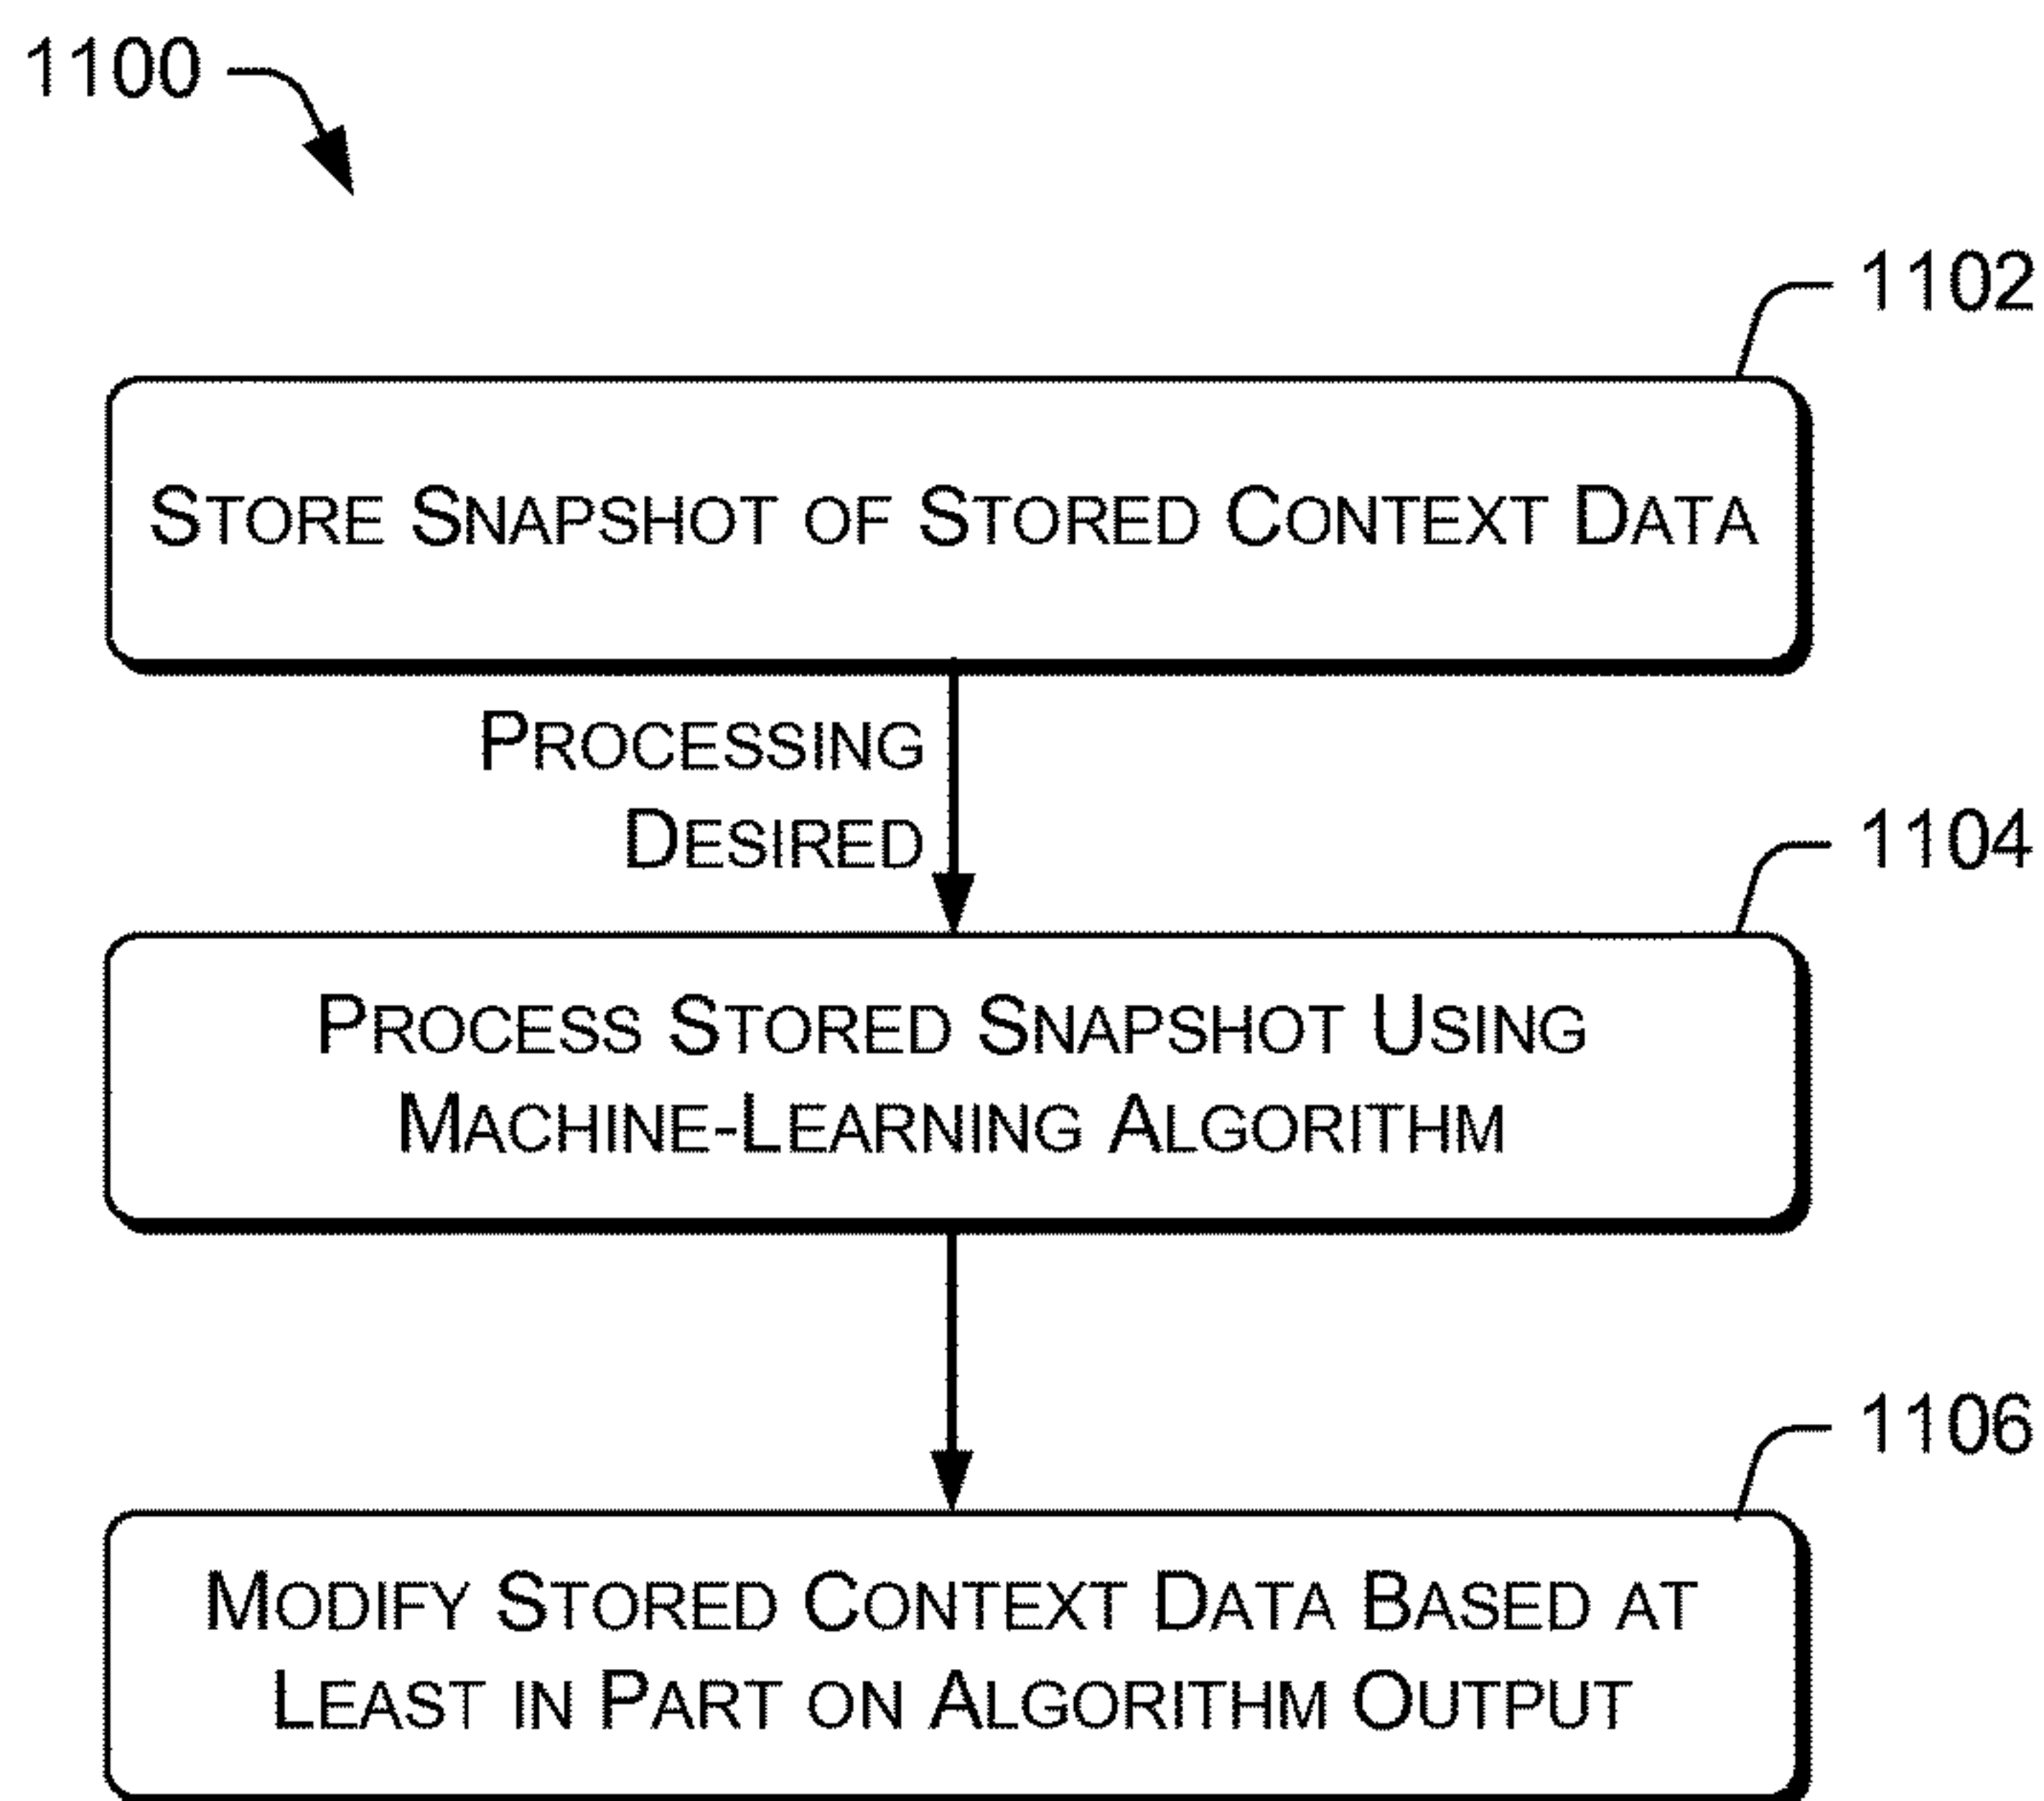 1100
1102
STORE SNAPSHOT OF STORED CONTEXT DATA
PROCESSING
DESIRED
1104
PROCESS STORED SNAPSHOT USING
MACHINE-LEARNING ALGORITHM
1106
MODIFY STORED CONTEXT DATA BASED AT
LEAST IN PART ON ALGORITHM OUTPUT